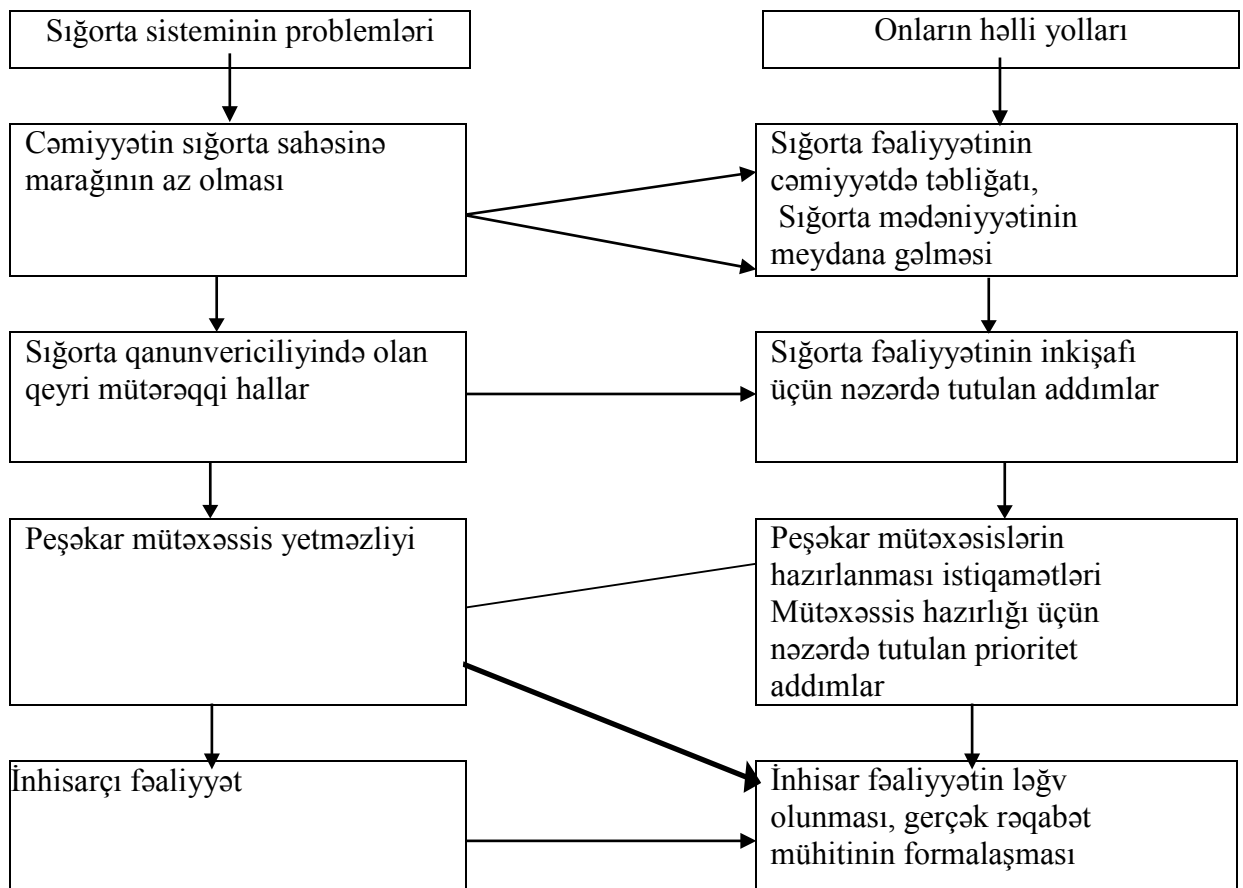 Sığorta sisteminin problemləri
Onların həlli yolları
Cəmiyyətin sığorta sahəsinə
marağının az olması
Sığorta fəaliyyətinin
cəmiyyətdə təbliğatı,
Sığorta mədəniyyətinin
meydana gəlməsi
Sığorta qanunvericiliyində olan
qeyri mütərəqqi hallar
Sığorta fəaliyyətinin inkişafı
üçün nəzərdə tutulan addımlar
Peşəkar mütəxəssis yetməzliyi
Peşəkar mütəxəsislərin
hazırlanması istiqamətləri
Mütəxəssis hazırlığı üçün
nəzərdə tutulan prioritet
addımlar
İnhisarçı fəaliyyət
İnhisar fəaliyyətin ləğv
olunması, gerçək rəqabət
mühitinin formalaşması